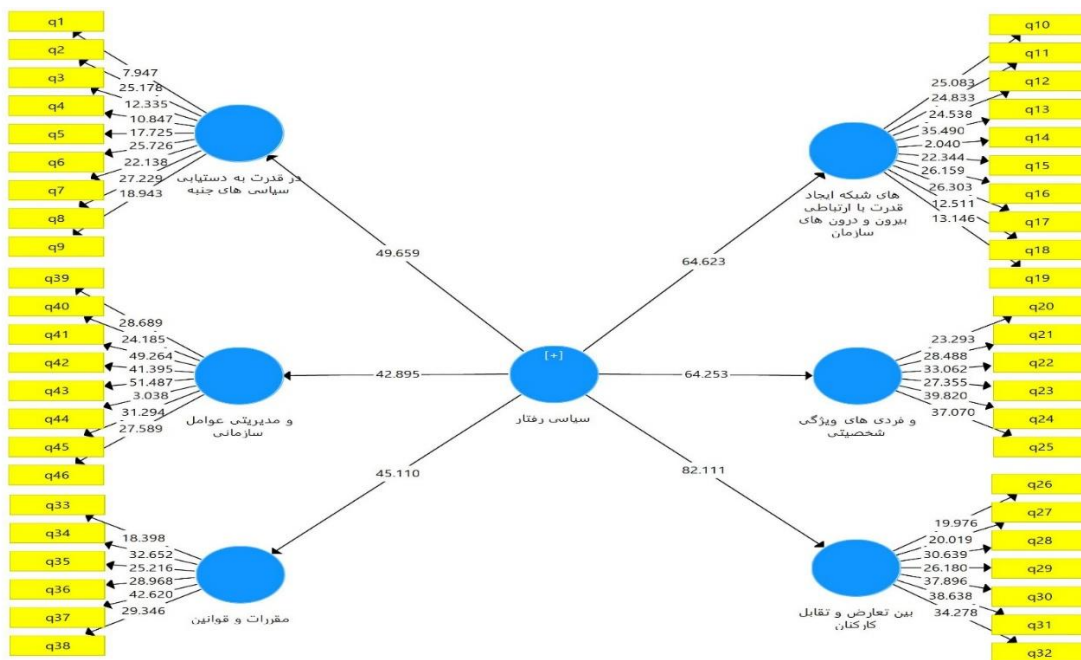 q1
q2
q3
q4
q5
q6
q7
q8
q9
7.947
25.178
12.335
10.847
17.725
25.726
22.138
27.229
18.943
دستیابی به قدرت در
جنبه های سیاسی
q10
q11
q12
q13
q14
q15
q16
q17
q18
q19
25.083
24.833
24.538
35.490
2.040
22.344
26.159
26.303
12.511
13.146
ایجاد شبکه های
ارتباطی با قدرت
های درون و بیرون
سازمان
49.659
64.623
q39
q40
q41
q42
q43
q44
q45
q46
28.689
24.185
49.264
41.395
51.487
3.038
31.294
27.589
عوامل مدیریتی و
سازمانی
42.895
[+]
رفتار سیاسی
64.253
q20
q21
q22
q23
q24
q25
23.293
28.488
33.062
27.355
39.820
37.070
ویژگی های فردی و
شخصیتی
45.110
82.111
q33
q34
q35
q36
q37
q38
18.398
32.652
25.216
28.968
42.620
29.346
قوانین و مقررات
q26
q27
q28
q29
q30
q31
q32
19.976
20.019
30.639
26.180
37.896
38.638
34.278
تقابل و تعارض بین
کارکنان